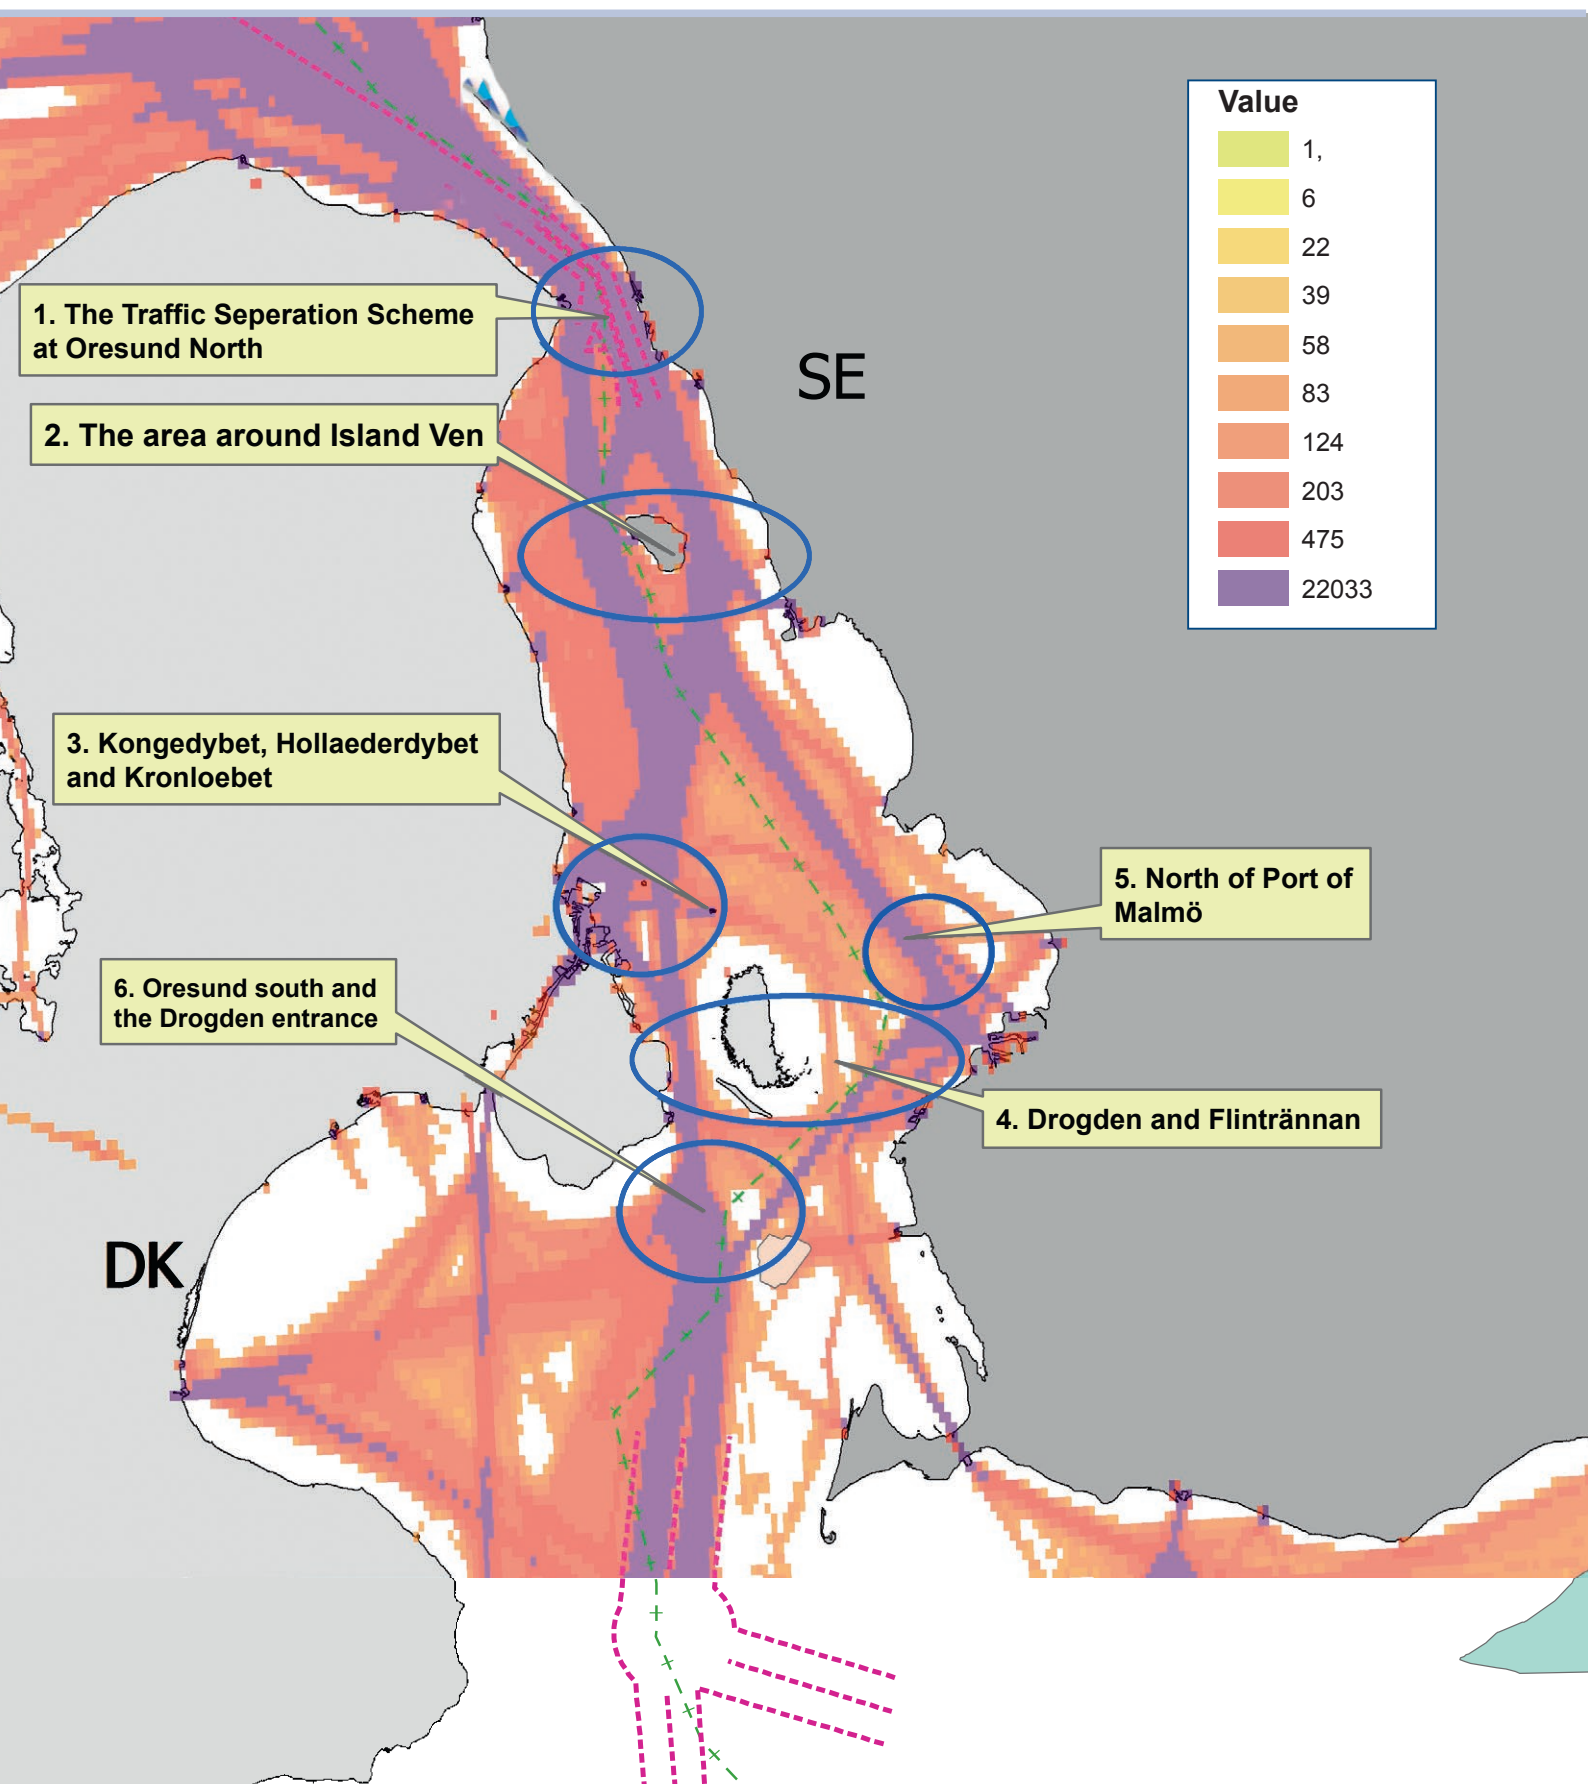 Value
1,
6
22
39
58
83
124
203
475
22033
1. The Traffic Seperation Scheme
at Oresund North
SE
2. The area around Island Ven
3. Kongedybet, Hollaederdybet
and Kronloebet
5. North of Port of
Malmö
6. Oresund south and
the Drogden entrance
4. Drogden and Flintrännan
DK